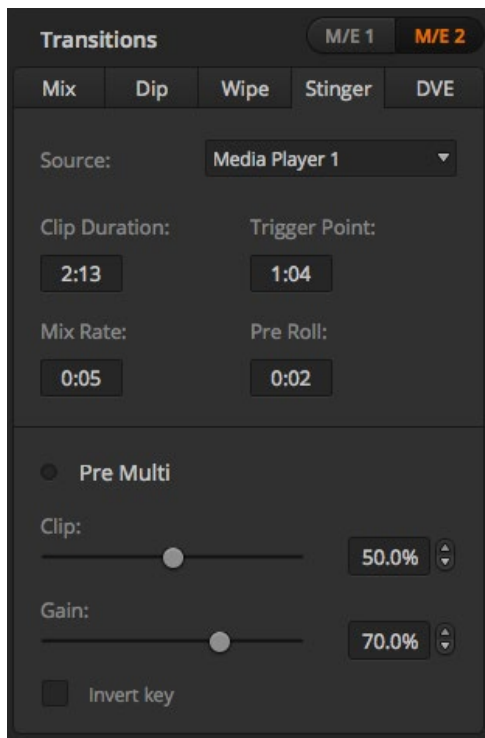 Transitions M/E 1 M/E 2
Mix Dip Wipe Stinger DVE
Source: Media Player 1
Clip Duration: Trigger Point:
2:13 1:04
Mix Rate: Pre Roll:
0:05 0:02
Pre Multi
Clip:
50.0%
Gain:
70.0%
Invert key